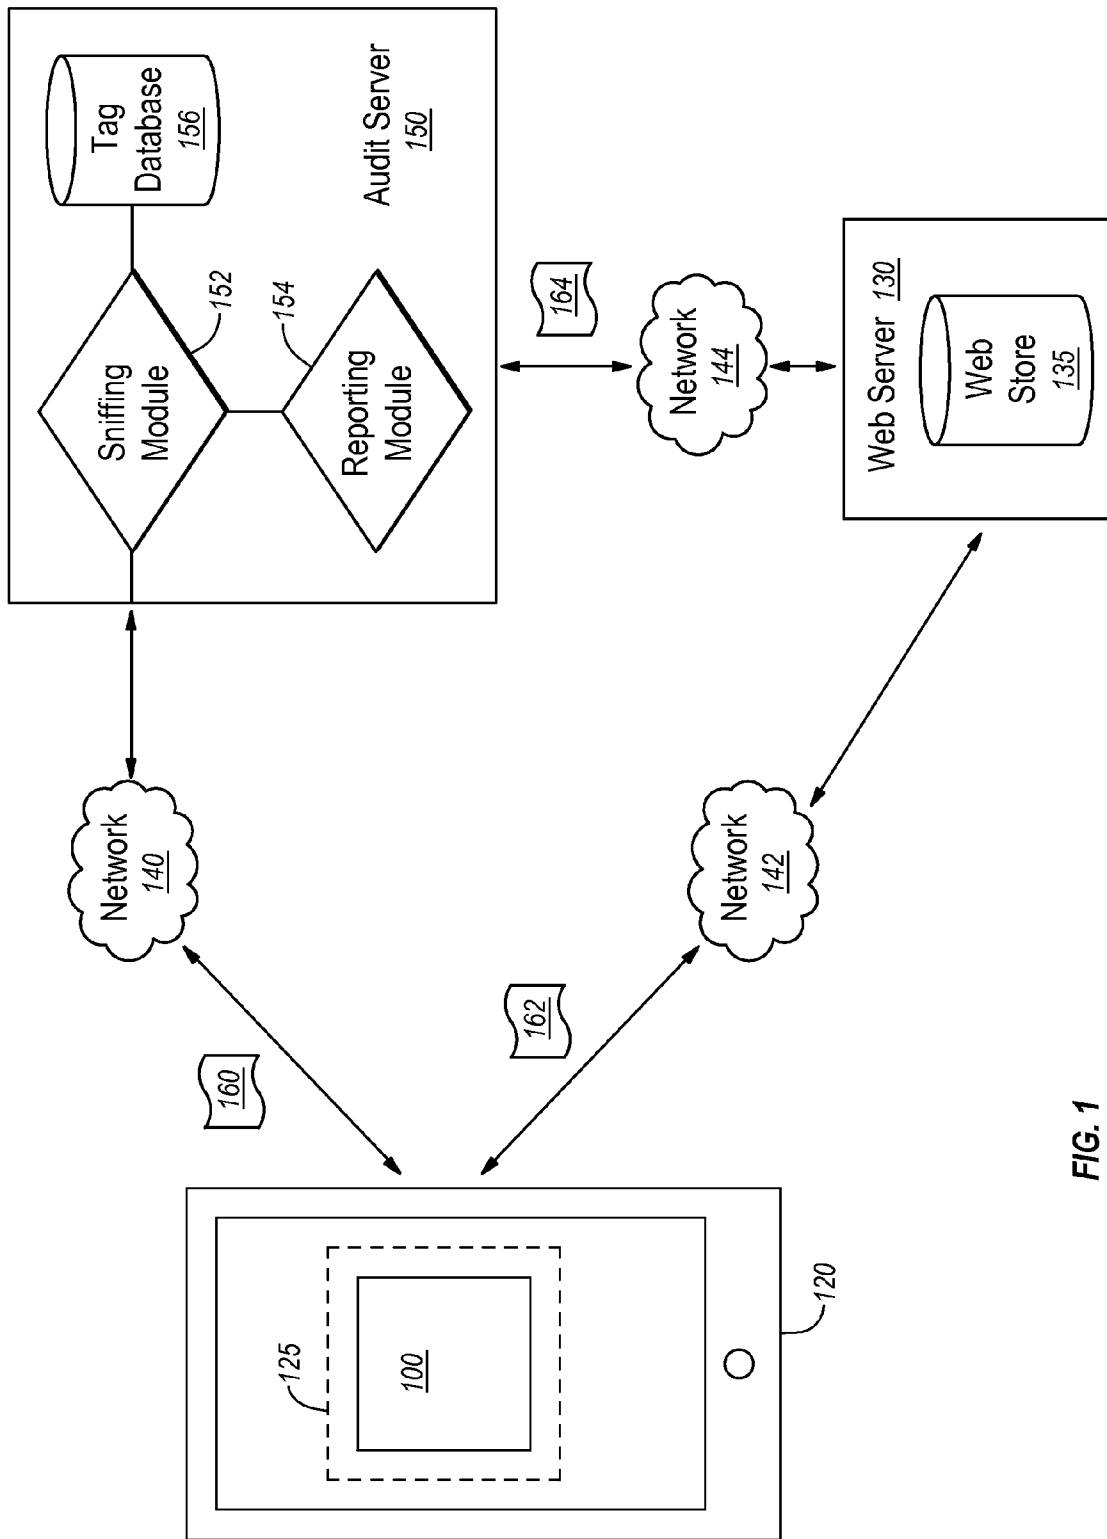 125
100
120
160
162
Network
140
Network
142
Sniffing
Module
152
154
Reporting
Module
Tag
Database
156
Audit Server
150
164
Network
144
Web Server 130
Web
Store
135
FIG. 1